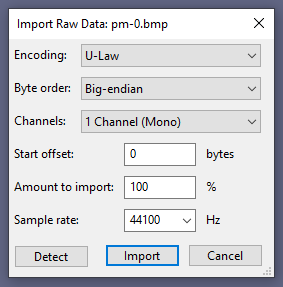 Import Raw Data: pm-0.bmp
Encoding: U-Law
Byte order: Big-endian
Channels: 1 Channel (Mono)
Start offset: 0 bytes
Amount to import: 100 %
Sample rate: 44100 Hz
Detect Import Cancel